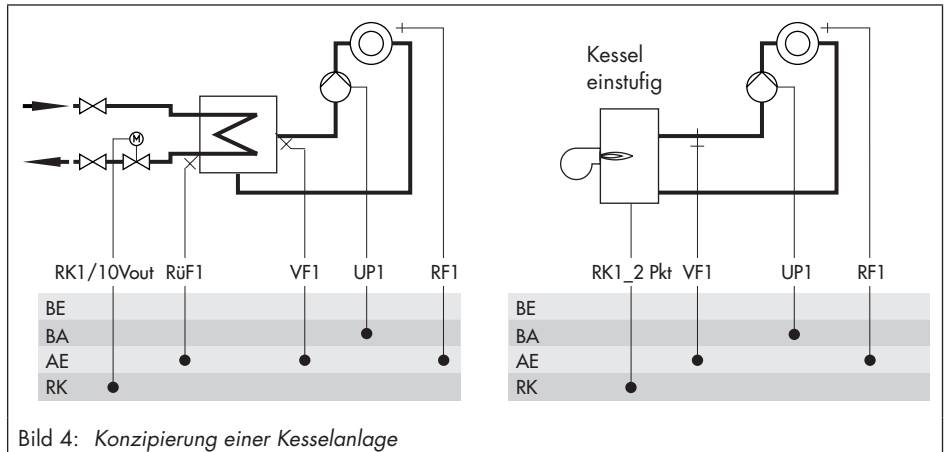 Kessel
einstufig
M
RK1/10Vout RüF1 VF1 UP1 RF1
RK1_2 Pkt VF1 UP1 RF1
BE
BA
AE
RK
BE
BA
AE
RK
Bild 4: Konzipierung einer Kesselanlage